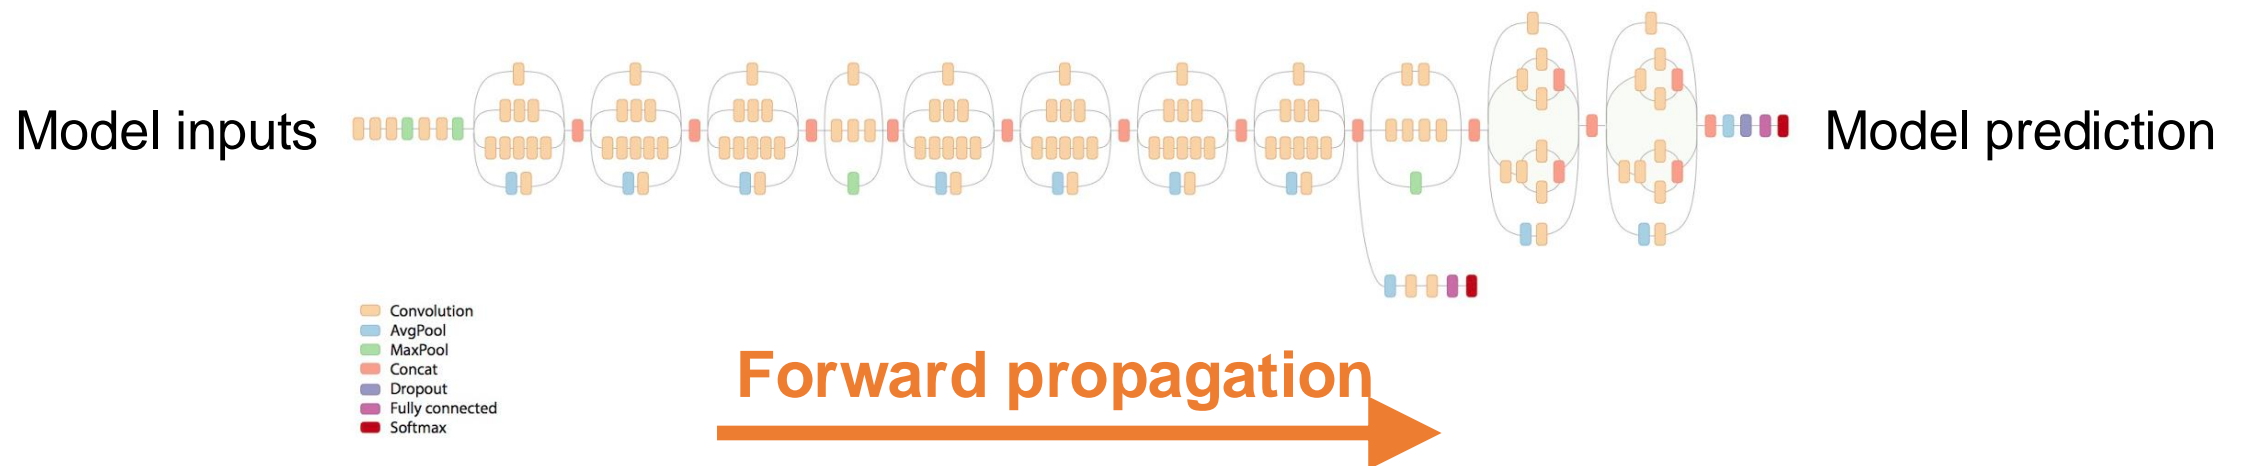 Model inputs
Model prediction
Convolution
AvgPool
MaxPool
Concat
Dropout
Fully connected
Softmax
Forward propagation